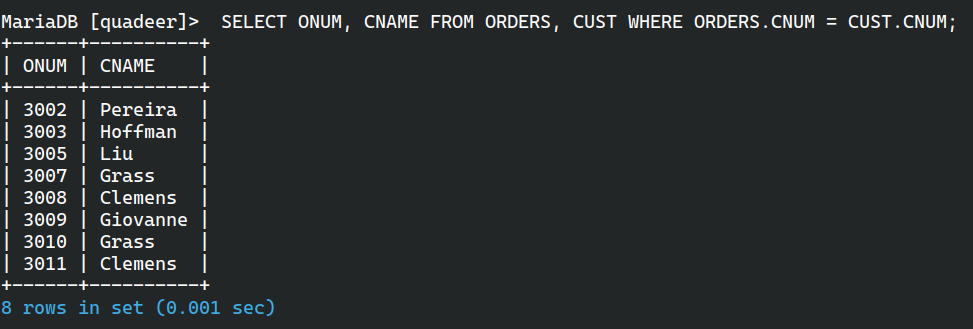 MariaDB [quadeer]>  SELECT ONUM, CNAME FROM ORDERS, CUST WHERE ORDERS.CNUM = CUST.CNUM;
+------+----------+
| ONUM | CNAME    |
+------+----------+
| 3002 | Pereira  |
| 3003 | Hoffman  |
| 3005 | Liu      |
| 3007 | Grass    |
| 3008 | Clemens  |
| 3009 | Giovanne |
| 3010 | Grass    |
| 3011 | Clemens  |
+------+----------+
8 rows in set (0.001 sec)